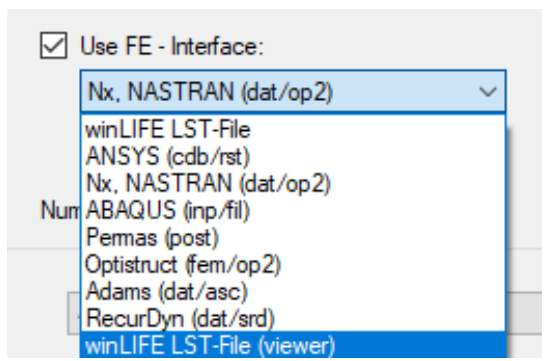 Use FE - Interface:
Nx, NASTRAN (dat/op2)
winLIFE LST-File
ANSYS (cdb/rst)
Nx, NASTRAN (dat/op2)
Num
ABAQUS (inp/fil)
Permas (post)
Optistruct (fem/op2)
Adams (dat/asc)
RecurDyn (dat/srd)
winLIFE LST-File (viewer)